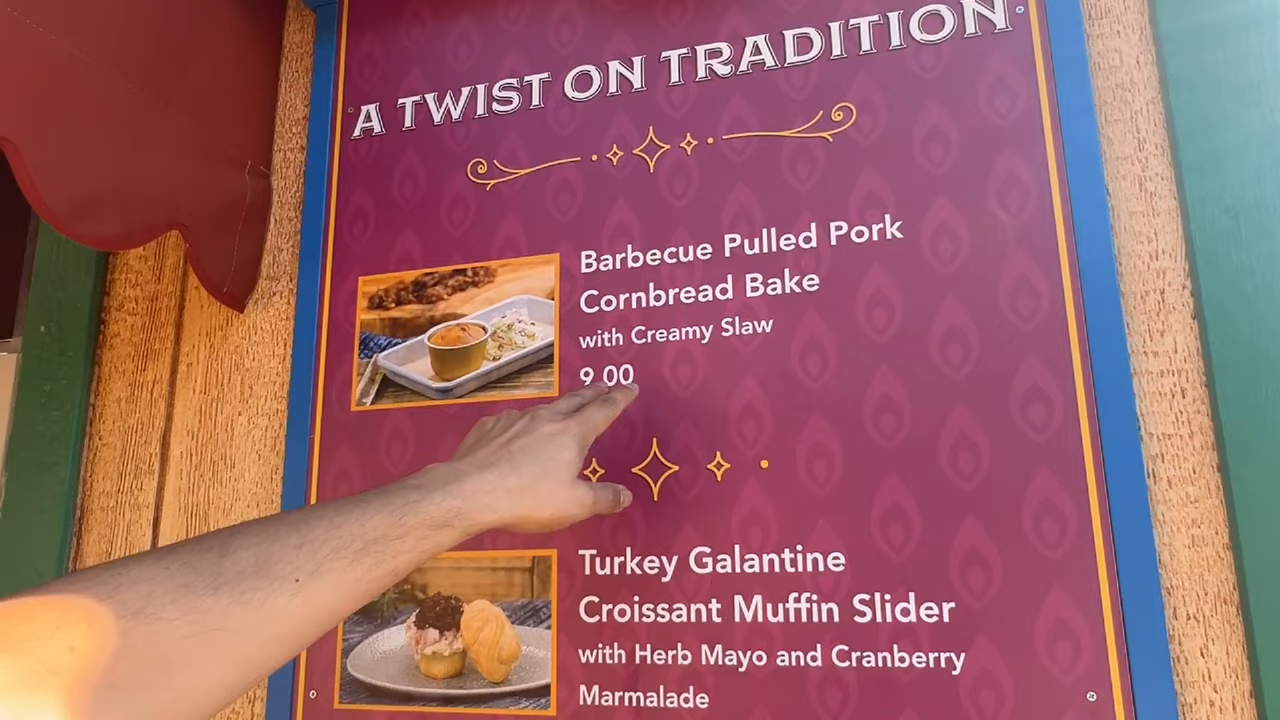 A TWIST ON TRADITION
Barbecue Pulled Pork
Cornbread Bake
with Creamy Slaw
9.00
Turkey Galantine
Croissant Muffin Slider
with Herb Mayo and Cranberry
Marmalade